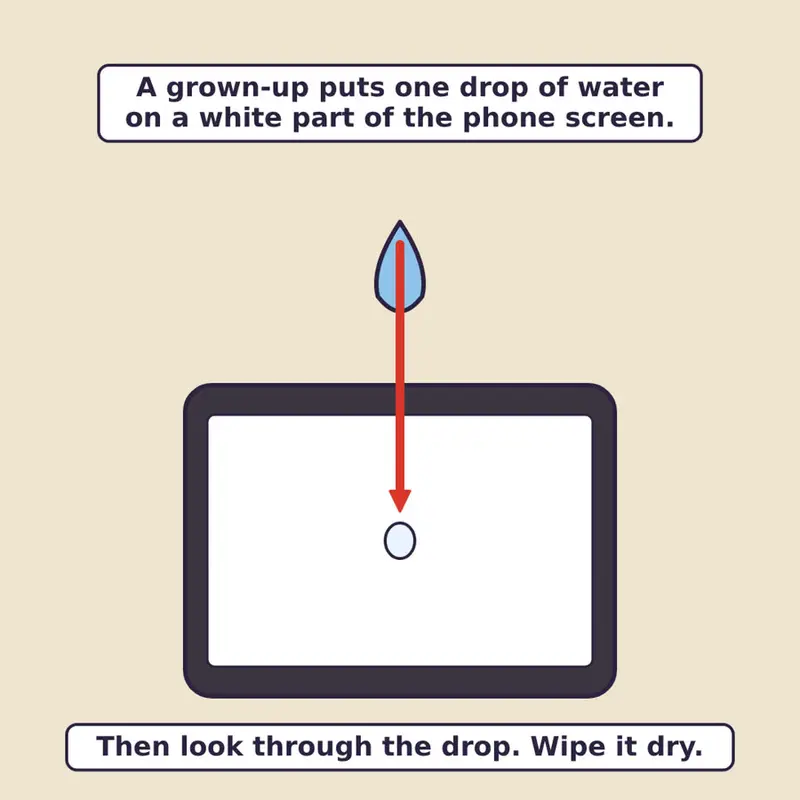 A grown-up puts one drop of water
on a white part of the phone screen.
Then look through the drop. Wipe it dry.